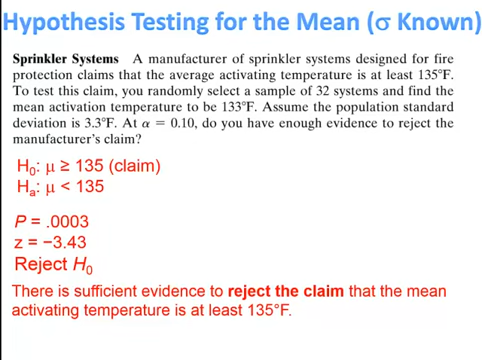 Hypothesis Testing for the Mean (σ Known)
Sprinkler Systems A manufacturer of sprinkler systems designed for fire
protection claims that the average activating temperature is at least 135°F.
To test this claim, you randomly select a sample of 32 systems and find the
mean activation temperature to be 133°F. Assume the population standard
deviation is 3.3°F. At α = 0.10, do you have enough evidence to reject the
manufacturer's claim?
H₀: μ ≥ 135 (claim)
Hₐ: μ < 135
P = .0003
z = −3.43
Reject H₀
There is sufficient evidence to reject the claim that the mean
activating temperature is at least 135°F.